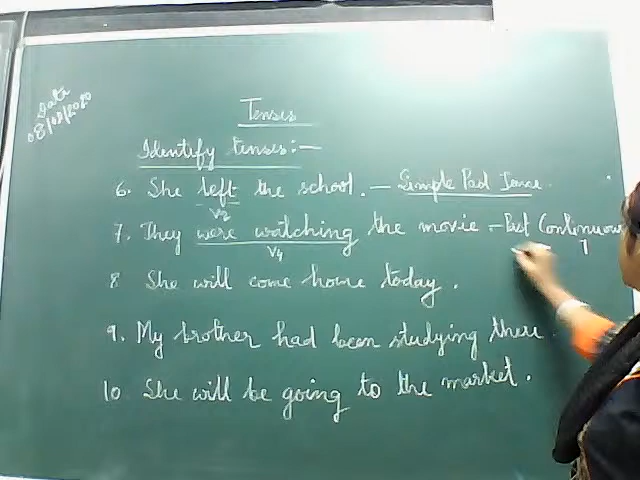 Date
08/08/2020
Tenses
Identify tenses:-
6. She left the school. - Simple Past Tense.
V2
7. They were watching the movie - Past Continuous
V4 T
8 She will come home today.
9. My brother had been studying there
10. She will be going to the market.